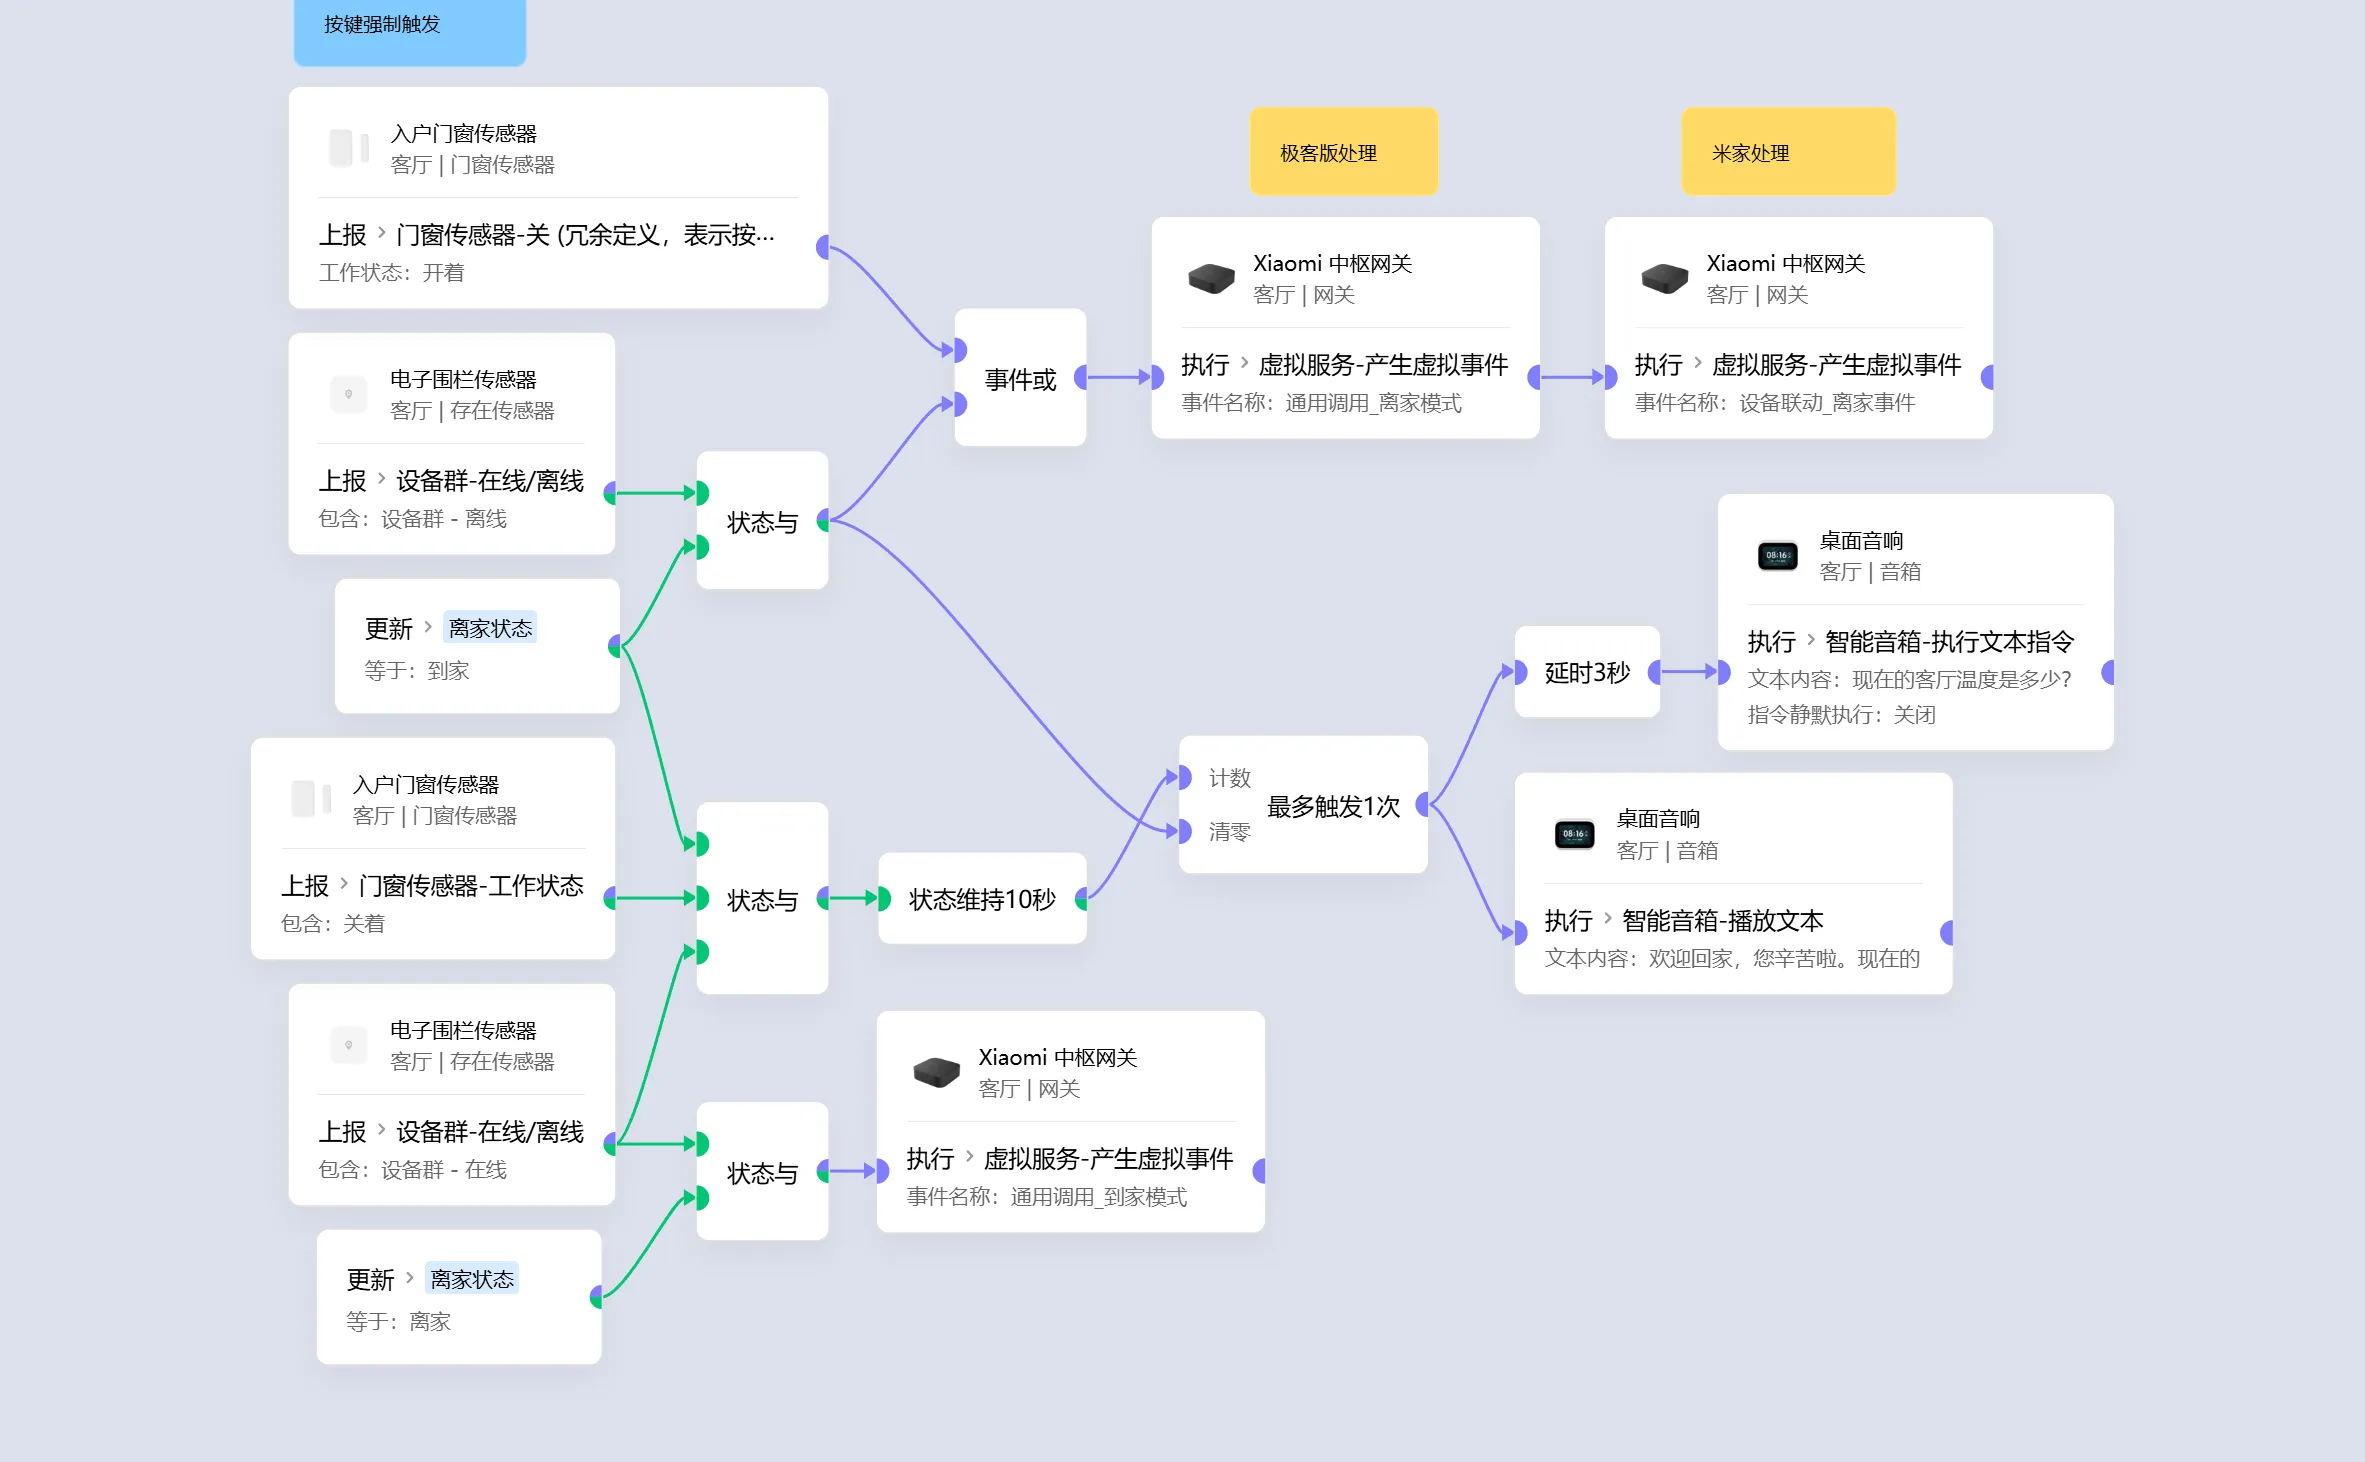 按键强制触发
入户门窗传感器
客厅 | 门窗传感器
上报 > 门窗传感器-关 (冗余定义，表示按...
工作状态：开着
极客版处理
米家处理
Xiaomi 中枢网关
客厅 | 网关
执行 > 虚拟服务-产生虚拟事件
事件名称：通用调用_离家模式
Xiaomi 中枢网关
客厅 | 网关
执行 > 虚拟服务-产生虚拟事件
事件名称：设备联动_离家事件
事件或
电子围栏传感器
客厅 | 存在传感器
上报 > 设备群-在线/离线
包含：设备群 - 离线
状态与
更新 > 离家状态
等于：到家
桌面音响
客厅 | 音箱
执行 > 智能音箱-执行文本指令
文本内容：现在的客厅温度是多少？
指令静默执行：关闭
延时3秒
入户门窗传感器
客厅 | 门窗传感器
上报 > 门窗传感器-工作状态
包含：关着
状态与
状态维持10秒
计数
最多触发1次
清零
08:16
桌面音响
客厅 | 音箱
08:16
执行 > 智能音箱-播放文本
文本内容：欢迎回家，您辛苦啦。现在的
电子围栏传感器
客厅 | 存在传感器
上报 > 设备群-在线/离线
包含：设备群 - 在线
状态与
Xiaomi 中枢网关
客厅 | 网关
执行 > 虚拟服务-产生虚拟事件
事件名称：通用调用_到家模式
更新 > 离家状态
等于：离家